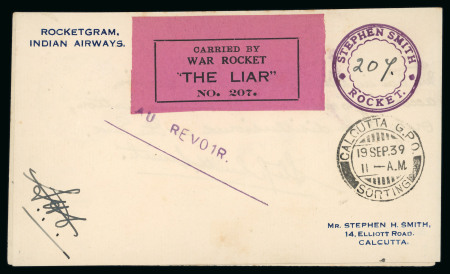 ROCKETGRAM,
INDIAN AIRWAYS.
CARRIED BY
WAR ROCKET
"THE LIAR"
NO. 207.
STEPHEN SMITH
207.
ROCKET.
AU REVOIR.
CALCUTTA G.P.O.
19 SEP.39
11 - A.M.
SORTING
MR. STEPHEN H. SMITH,
14, ELLIOTT ROAD.
CALCUTTA.